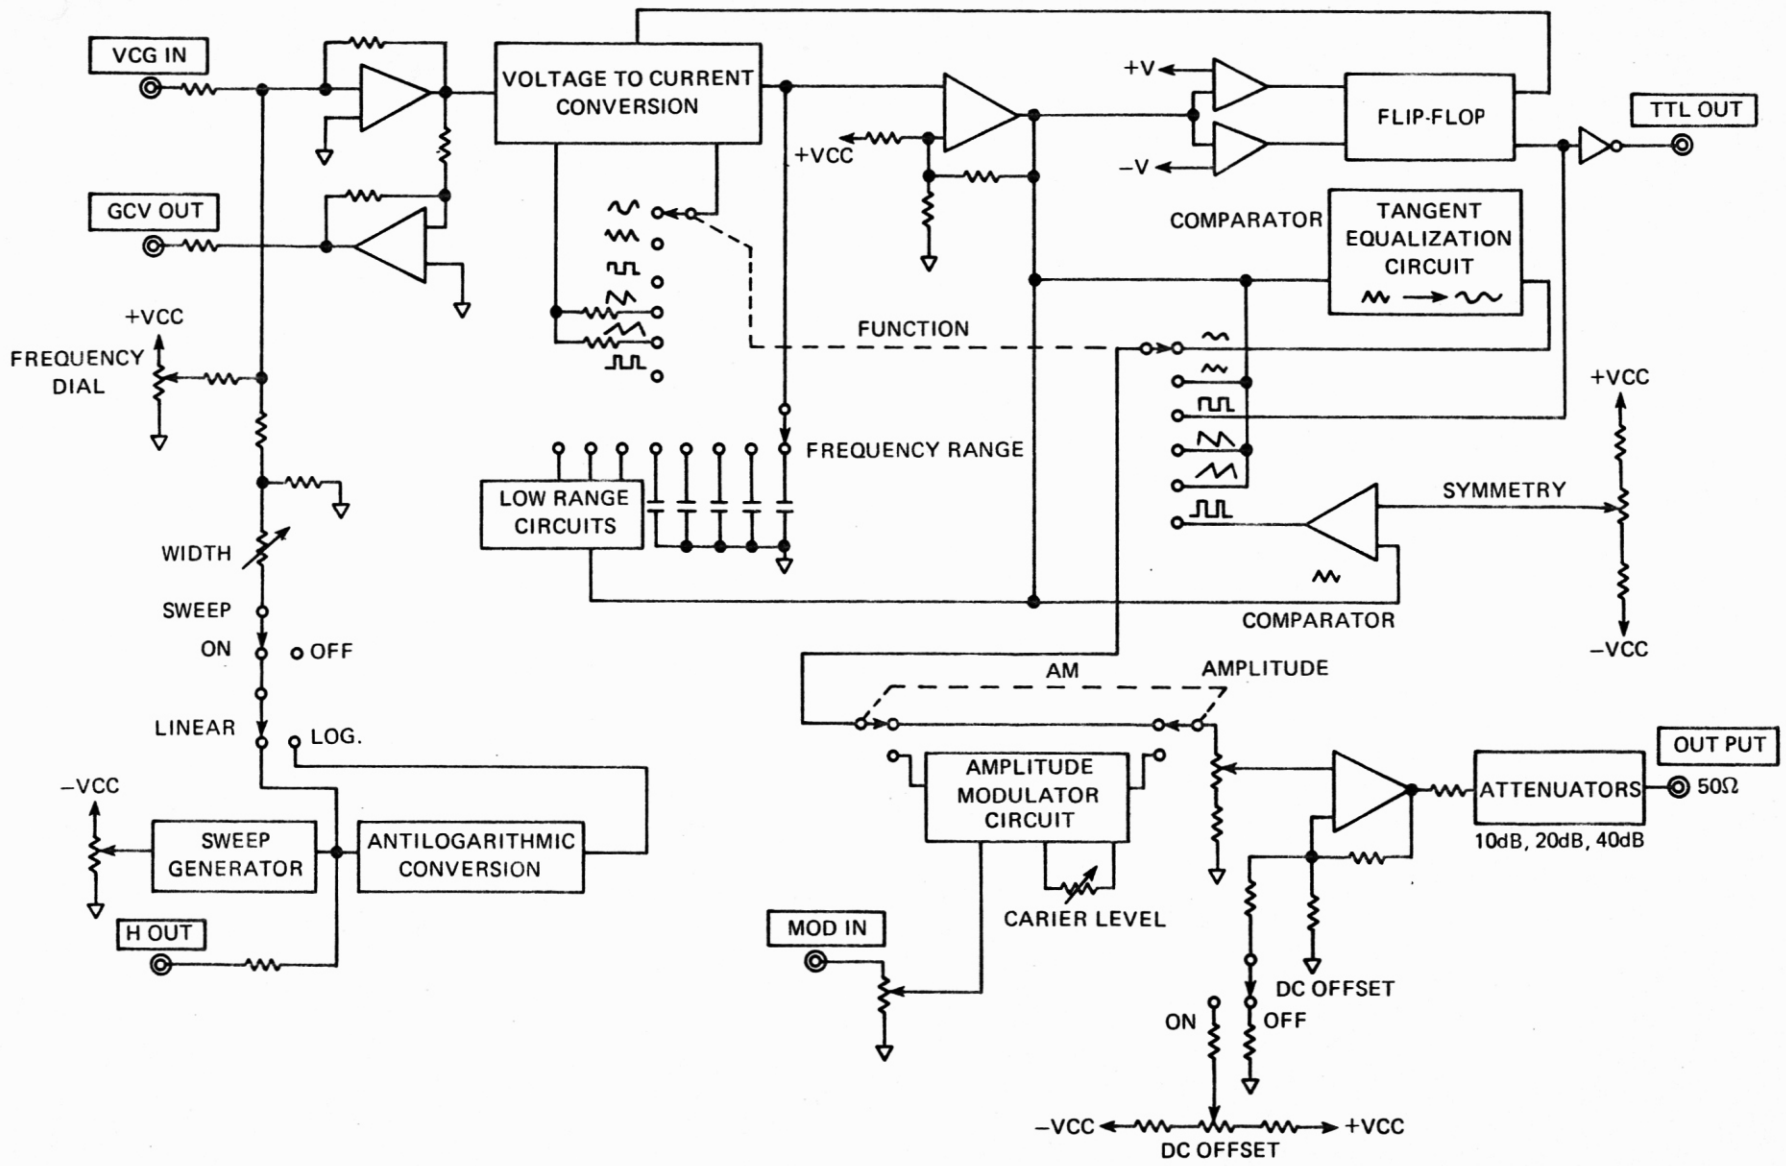 VCG IN
VOLTAGE TO CURRENT
CONVERSION
+V
−V
FLIP-FLOP
TTL OUT
+VCC
GCV OUT
COMPARATOR
TANGENT
EQUALIZATION
CIRCUIT
+VCC
FREQUENCY
DIAL
FUNCTION
+VCC
FREQUENCY RANGE
LOW RANGE
CIRCUITS
SYMMETRY
WIDTH
SWEEP
ON
OFF
COMPARATOR
−VCC
AM
AMPLITUDE
LINEAR
LOG.
−VCC
SWEEP
GENERATOR
ANTILOGARITHMIC
CONVERSION
H OUT
AMPLITUDE
MODULATOR
CIRCUIT
CARIER LEVEL
MOD IN
OUT PUT
50Ω
ATTENUATORS
10dB, 20dB, 40dB
DC OFFSET
ON
OFF
−VCC
+VCC
DC OFFSET